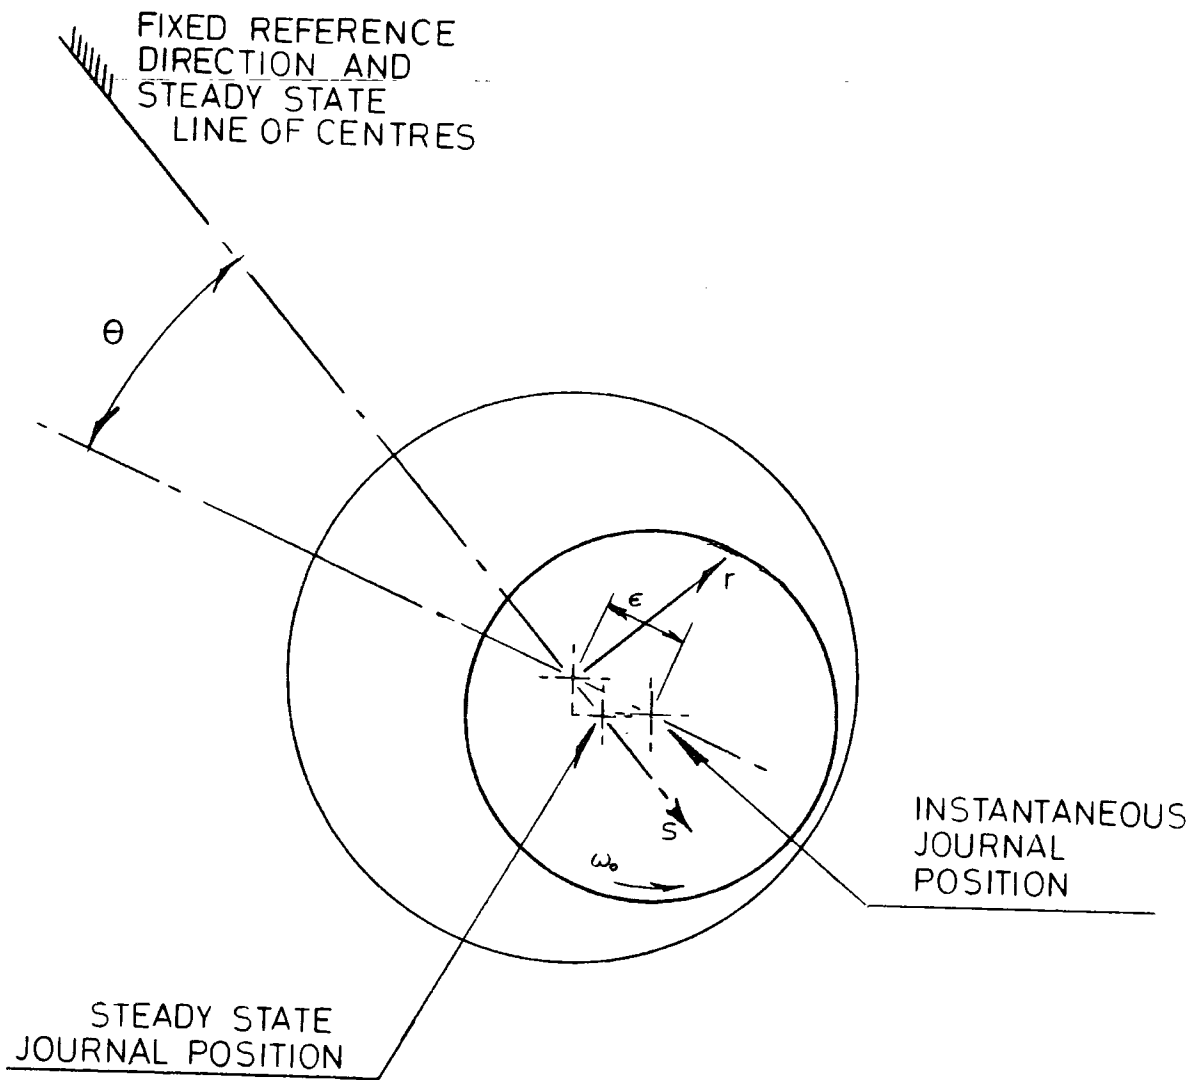 FIXED REFERENCE
DIRECTION AND
STEADY STATE
LINE OF CENTRES
θ
r
ϵ
S
ω₀
INSTANTANEOUS
JOURNAL
POSITION
STEADY STATE
JOURNAL POSITION